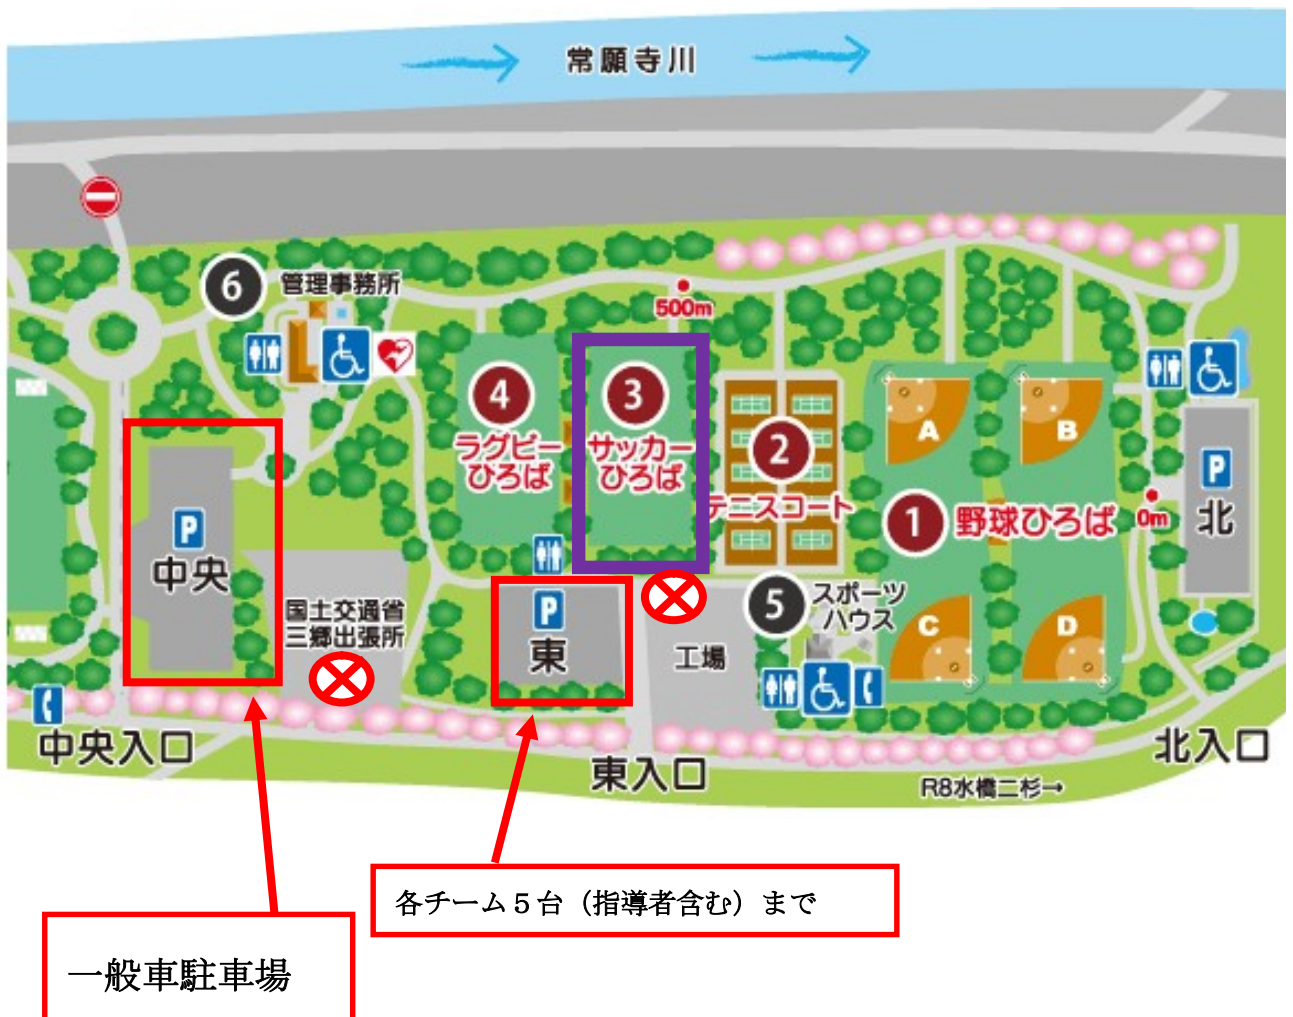 常願寺川
6
管理事務所
500m
4
ラグビー
ひろば
3
サッカー
ひろば
2
テニスコート
A
B
1
野球ひろば
0m
P
北
P
中央
国土交通省
三郷出張所
P
東
工場
5
スポーツ
ハウス
C
D
中央入口
東入口
北入口
R8水橋二杉→
各チーム5台（指導者含む）まで
一般車駐車場